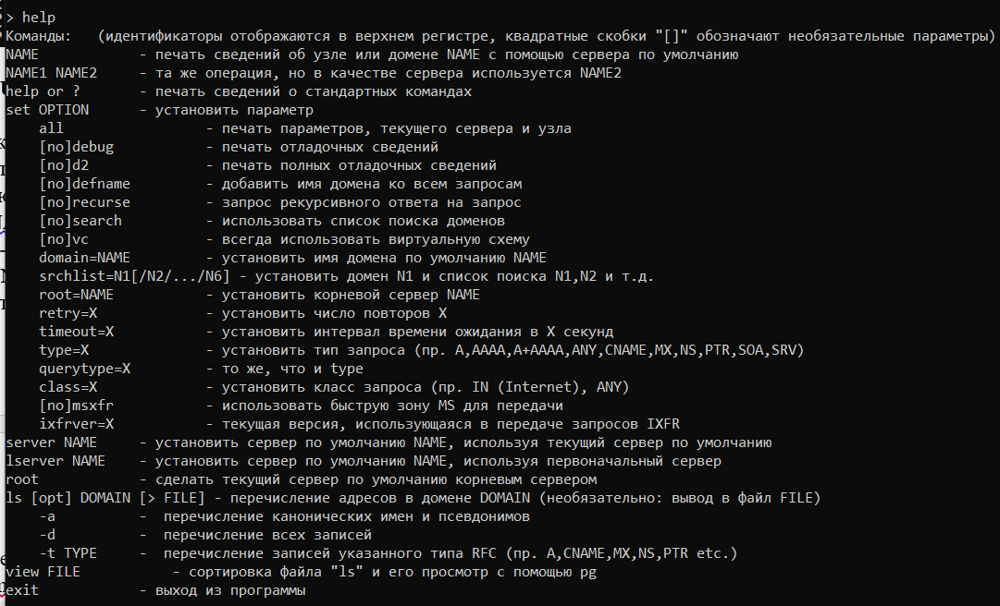 > help
Команды:   (идентификаторы отображаются в верхнем регистре, квадратные скобки "[]" обозначают необязательные параметры)
NAME            - печать сведений об узле или домене NAME с помощью сервера по умолчанию
NAME1 NAME2     - та же операция, но в качестве сервера используется NAME2
help or ?       - печать сведений о стандартных командах
set OPTION      - установить параметр
    all                 - печать параметров, текущего сервера и узла
    [no]debug           - печать отладочных сведений
    [no]d2              - печать полных отладочных сведений
    [no]defname         - добавить имя домена ко всем запросам
    [no]recurse         - запрос рекурсивного ответа на запрос
    [no]search          - использовать список поиска доменов
    [no]vc              - всегда использовать виртуальную схему
    domain=NAME         - установить имя домена по умолчанию NAME
    srchlist=N1[/N2/.../N6] - установить домен N1 и список поиска N1,N2 и т.д.
    root=NAME           - установить корневой сервер NAME
    retry=X             - установить число повторов X
    timeout=X           - установить интервал времени ожидания в X секунд
    type=X              - установить тип запроса (пр. A,AAAA,A+AAAA,ANY,CNAME,MX,NS,PTR,SOA,SRV)
    querytype=X         - то же, что и type
    class=X             - установить класс запроса (пр. IN (Internet), ANY)
    [no]msxfr           - использовать быструю зону MS для передачи
    ixfrver=X           - текущая версия, использующаяся в передаче запросов IXFR
server NAME     - установить сервер по умолчанию NAME, используя текущий сервер по умолчанию
lserver NAME    - установить сервер по умолчанию NAME, используя первоначальный сервер
root            - сделать текущий сервер по умолчанию корневым сервером
ls [opt] DOMAIN [> FILE] - перечисление адресов в домене DOMAIN (необязательно: вывод в файл FILE)
    -a          -  перечисление канонических имен и псевдонимов
    -d          -  перечисление всех записей
    -t TYPE     -  перечисление записей указанного типа RFC (пр. A,CNAME,MX,NS,PTR etc.)
view FILE           - сортировка файла "ls" и его просмотр с помощью pg
exit            - выход из программы